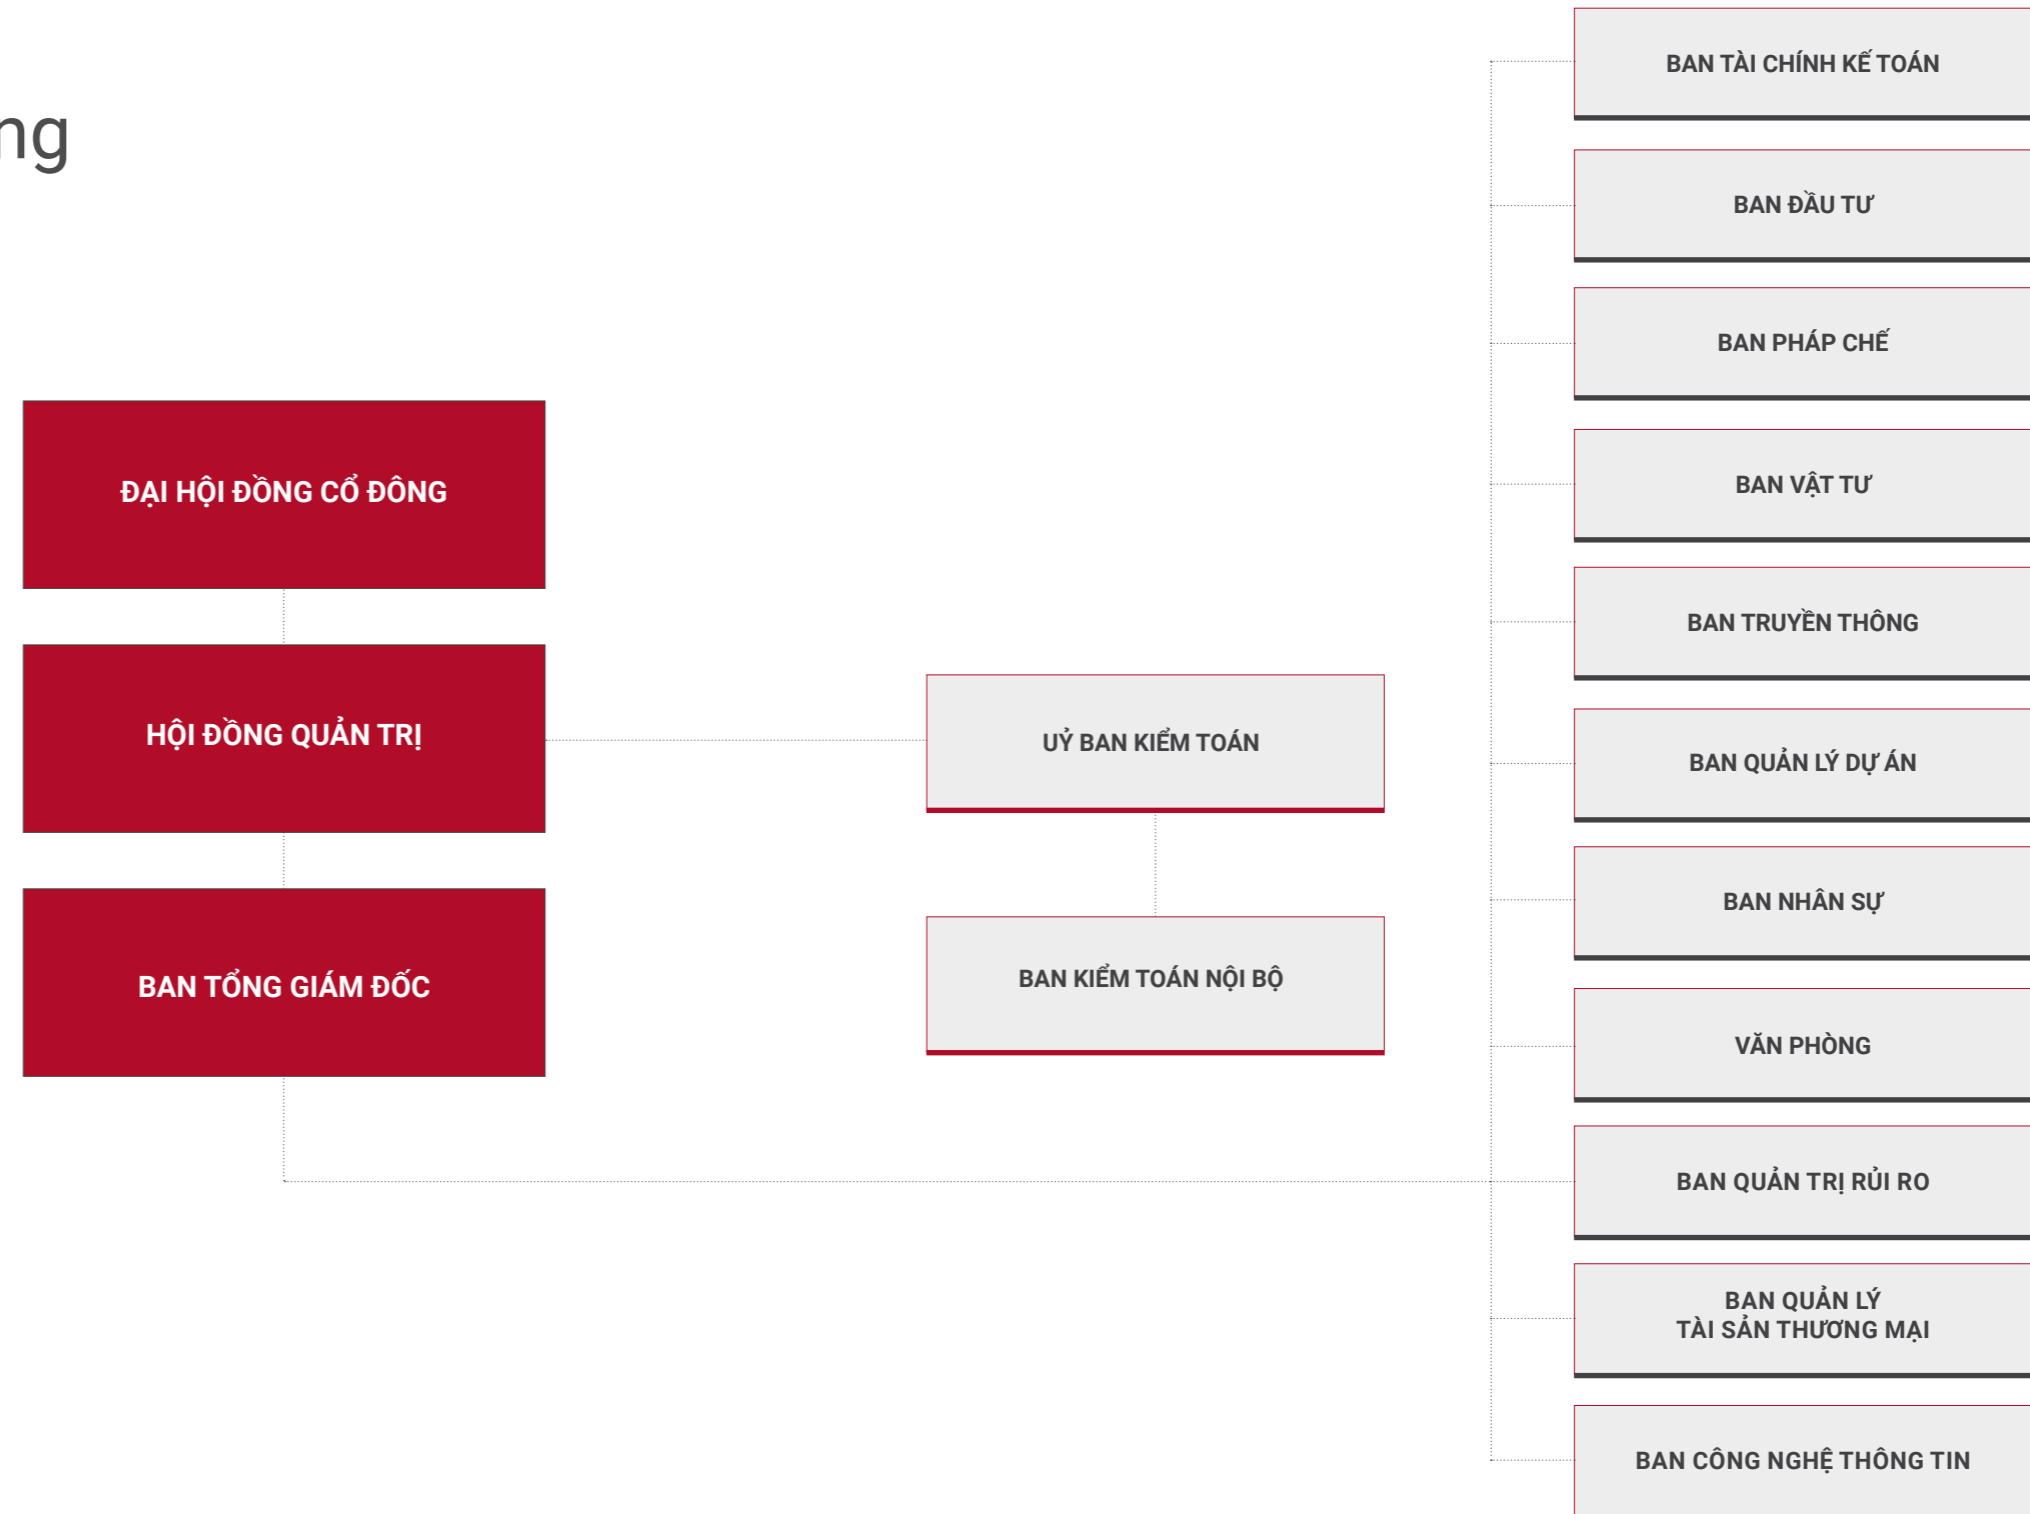 ng
ĐẠI HỘI ĐỒNG CỔ ĐÔNG
HỘI ĐỒNG QUẢN TRỊ
BAN TỔNG GIÁM ĐỐC
UỶ BAN KIỂM TOÁN
BAN KIỂM TOÁN NỘI BỘ
BAN TÀI CHÍNH KẾ TOÁN
BAN ĐẦU TƯ
BAN PHÁP CHẾ
BAN VẬT TƯ
BAN TRUYỀN THÔNG
BAN QUẢN LÝ DỰ ÁN
BAN NHÂN SỰ
VĂN PHÒNG
BAN QUẢN TRỊ RỦI RO
BAN QUẢN LÝ
TÀI SẢN THƯƠNG MẠI
BAN CÔNG NGHỆ THÔNG TIN